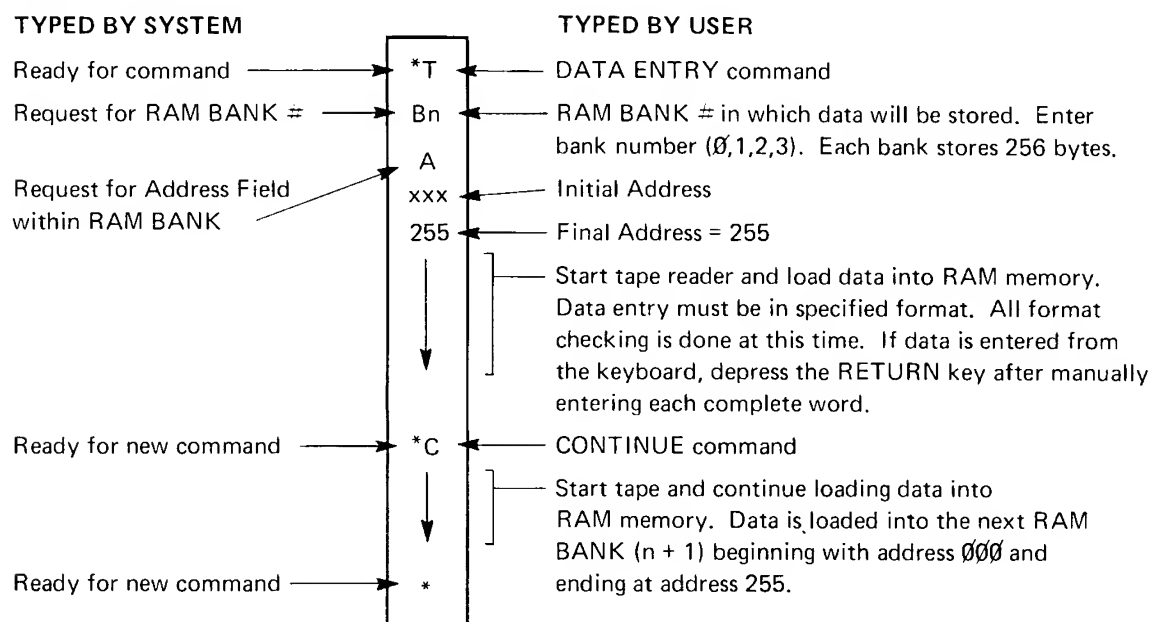 TYPED BY SYSTEM
TYPED BY USER
Ready for command
*T
DATA ENTRY command
Request for RAM BANK #
Bn
RAM BANK # in which data will be stored. Enter
bank number (Ø,1,2,3). Each bank stores 256 bytes.
A
Request for Address Field
within RAM BANK
xxx
Initial Address
255
Final Address = 255
Start tape reader and load data into RAM memory.
Data entry must be in specified format. All format
checking is done at this time. If data is entered from
the keyboard, depress the RETURN key after manually
entering each complete word.
Ready for new command
*C
CONTINUE command
Start tape and continue loading data into
RAM memory. Data is loaded into the next RAM
BANK (n + 1) beginning with address ØØØ and
ending at address 255.
Ready for new command
*